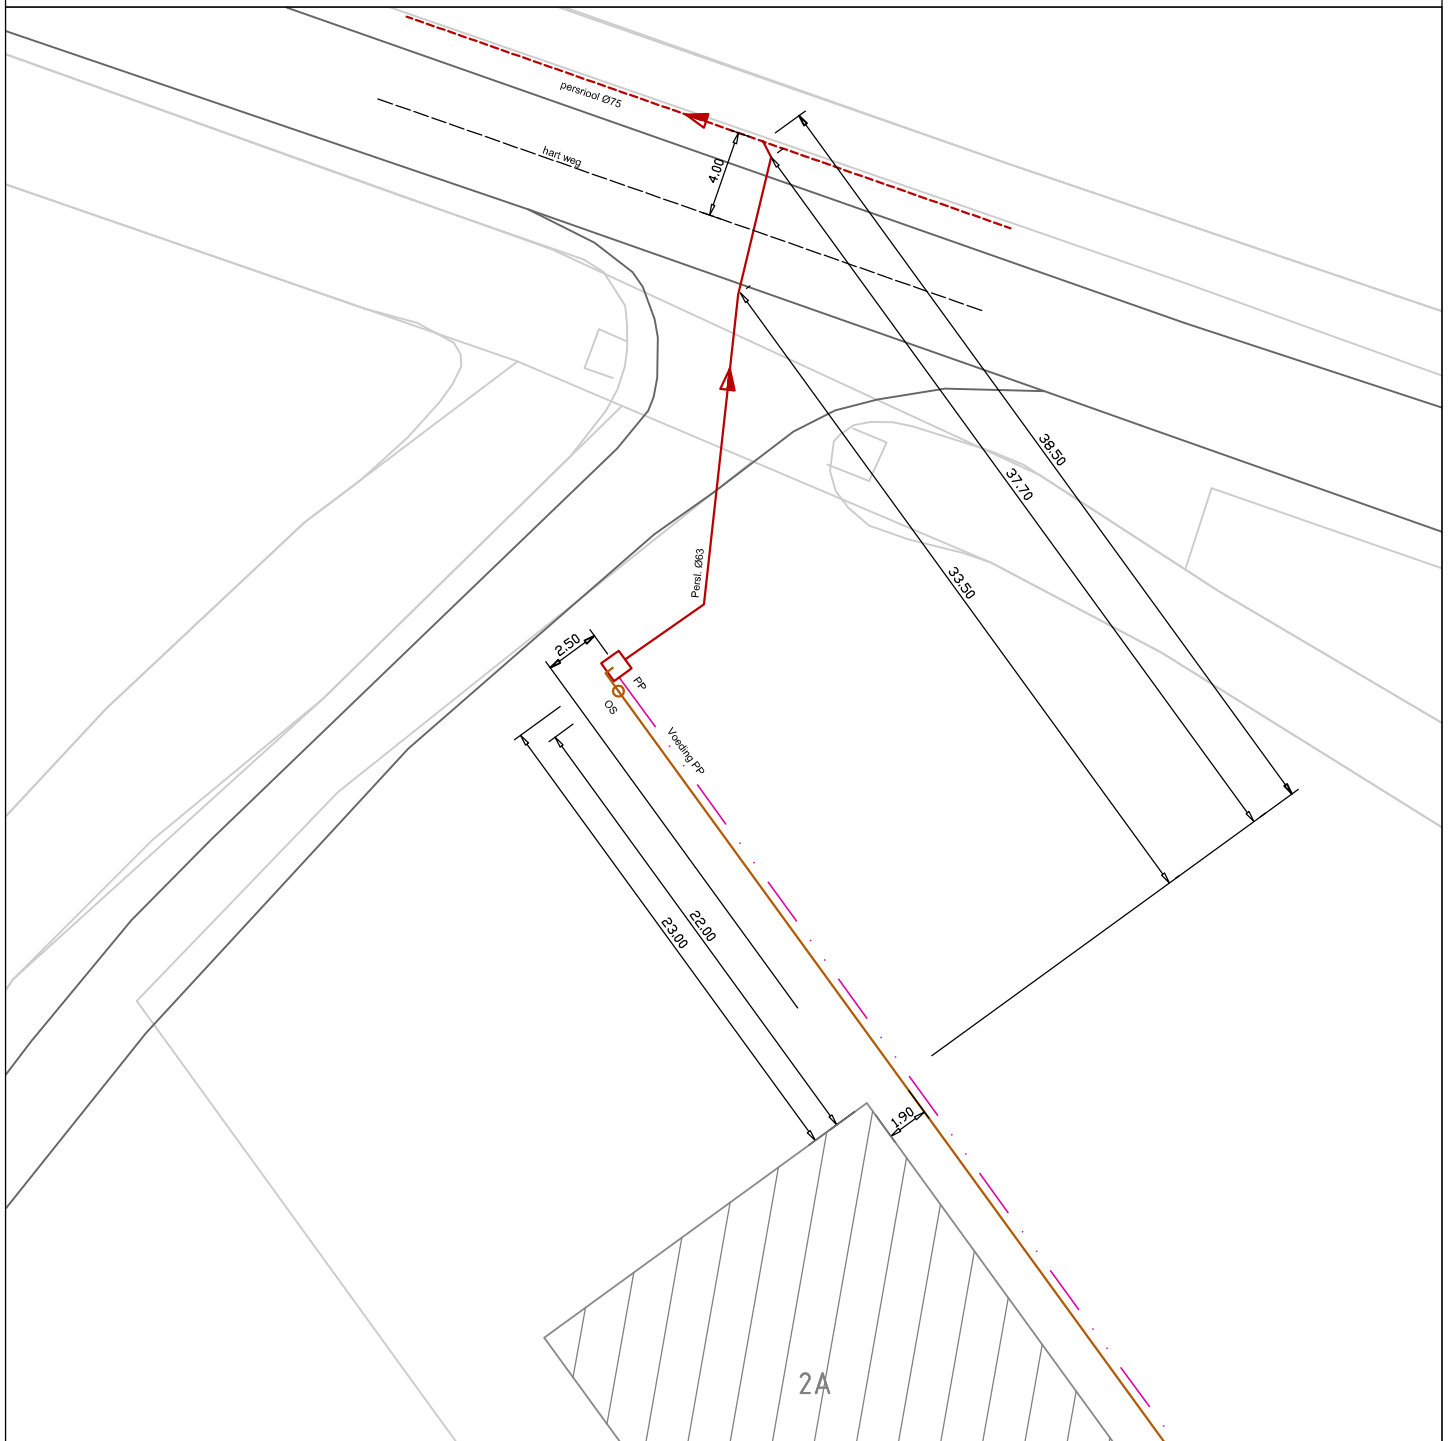 persriool Ø75
hart weg
4.00
38.50
37.70
33.50
Persl. Ø63
2.50
PP
OS
Voeding PP
22.00
23.00
1.90
2A